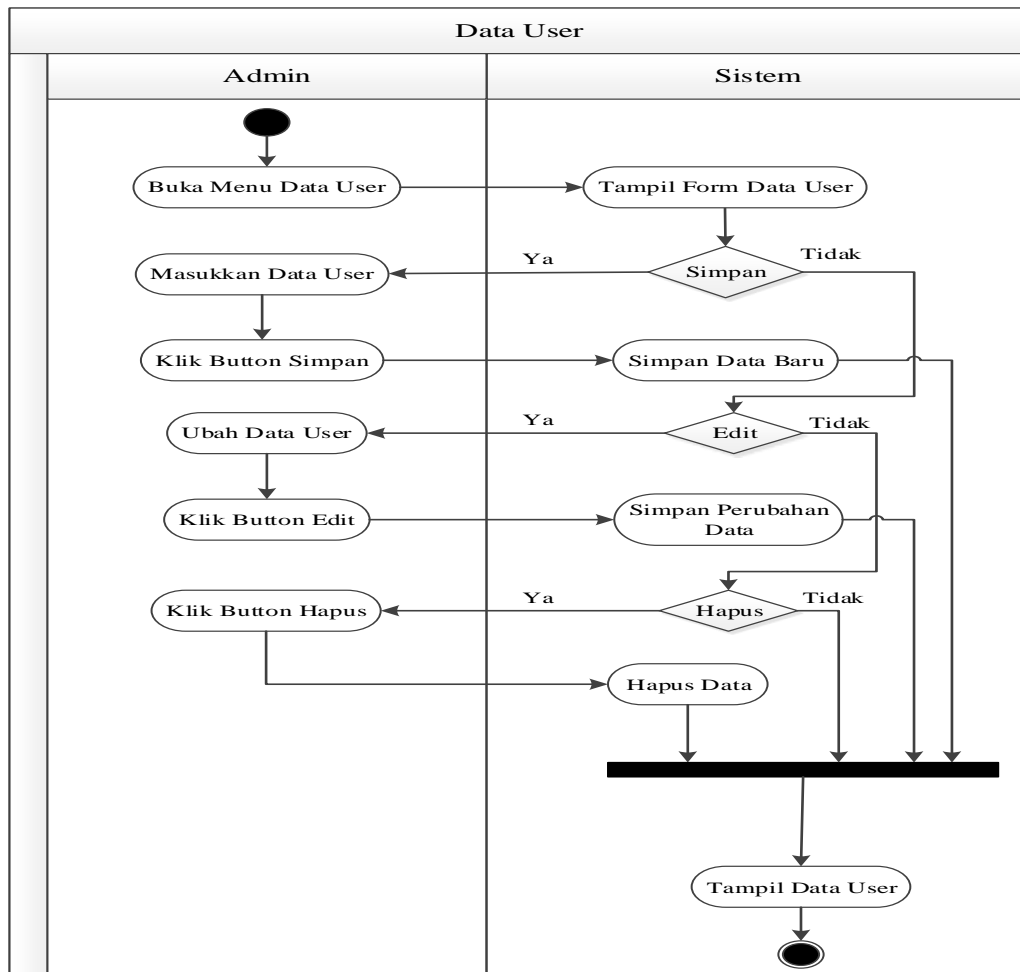 Data User
Admin
Sistem
Buka Menu Data User
Tampil Form Data User
Masukkan Data User
Ya
Simpan
Tidak
Klik Button Simpan
Simpan Data Baru
Ubah Data User
Ya
Edit
Tidak
Klik Button Edit
Simpan Perubahan
Data
Klik Button Hapus
Ya
Hapus
Tidak
Hapus Data
Tampil Data User